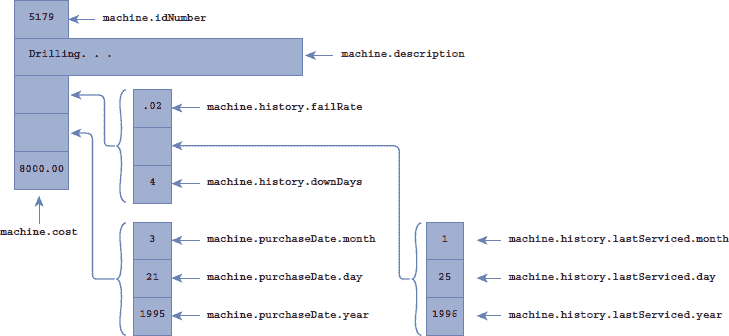 5179 machine.idNumber
Drilling. . . machine.description
.02 machine.history.failRate
8000.00 4 machine.history.downDays
machine.cost
3 machine.purchaseDate.month 1 machine.history.lastServiced.month
21 machine.purchaseDate.day 25 machine.history.lastServiced.day
1995 machine.purchaseDate.year 1996 machine.history.lastServiced.year